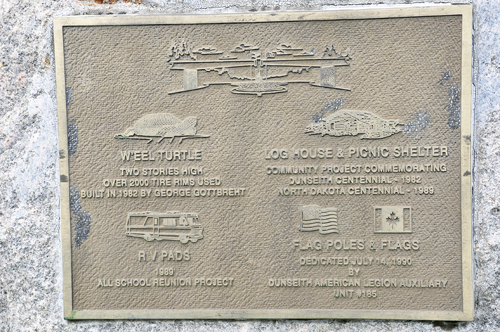 W'EEL TURTLE
TWO STORIES HIGH
OVER 2000 TIRE RIMS USED
BUILT IN 1982 BY GEORGE GOTTBREHT
LOG HOUSE & PICNIC SHELTER
COMMUNITY PROJECT COMMEMORATING
DUNSEITH CENTENNIAL - 1982
NORTH DAKOTA CENTENNIAL - 1989
R V PADS
1989
ALL SCHOOL REUNION PROJECT
FLAG POLES & FLAGS
DEDICATED JULY 14, 1990
BY
DUNSEITH AMERICAN LEGION AUXILIARY
UNIT #185